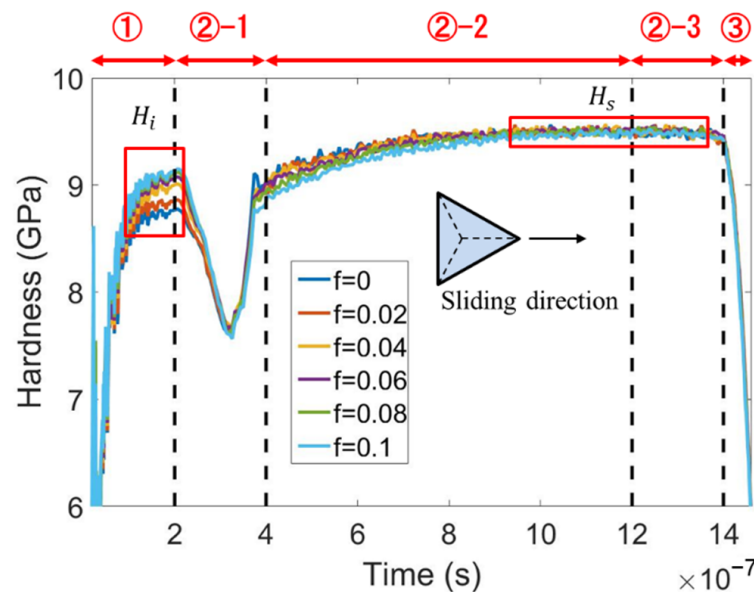 ① ②-1 ②-2 ②-3 ③
10
9
8
7
6
Hardness (GPa)
H_i
H_s
Sliding direction
f=0
f=0.02
f=0.04
f=0.06
f=0.08
f=0.1
2 4 6 8 10 12 14
×10⁻⁷
Time (s)